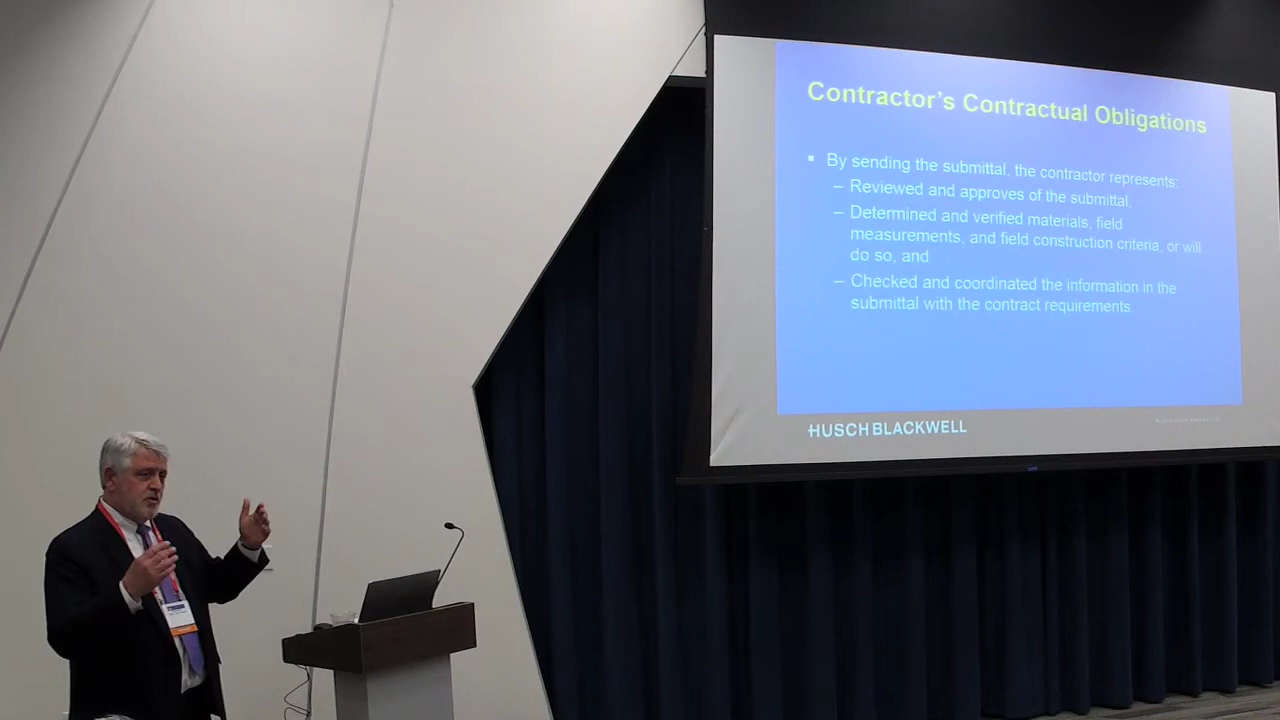 Contractor's Contractual Obligations
▪ By sending the submittal, the contractor represents:
– Reviewed and approves of the submittal,
– Determined and verified materials, field
measurements, and field construction criteria, or will
do so, and
– Checked and coordinated the information in the
submittal with the contract requirements.
HUSCH BLACKWELL